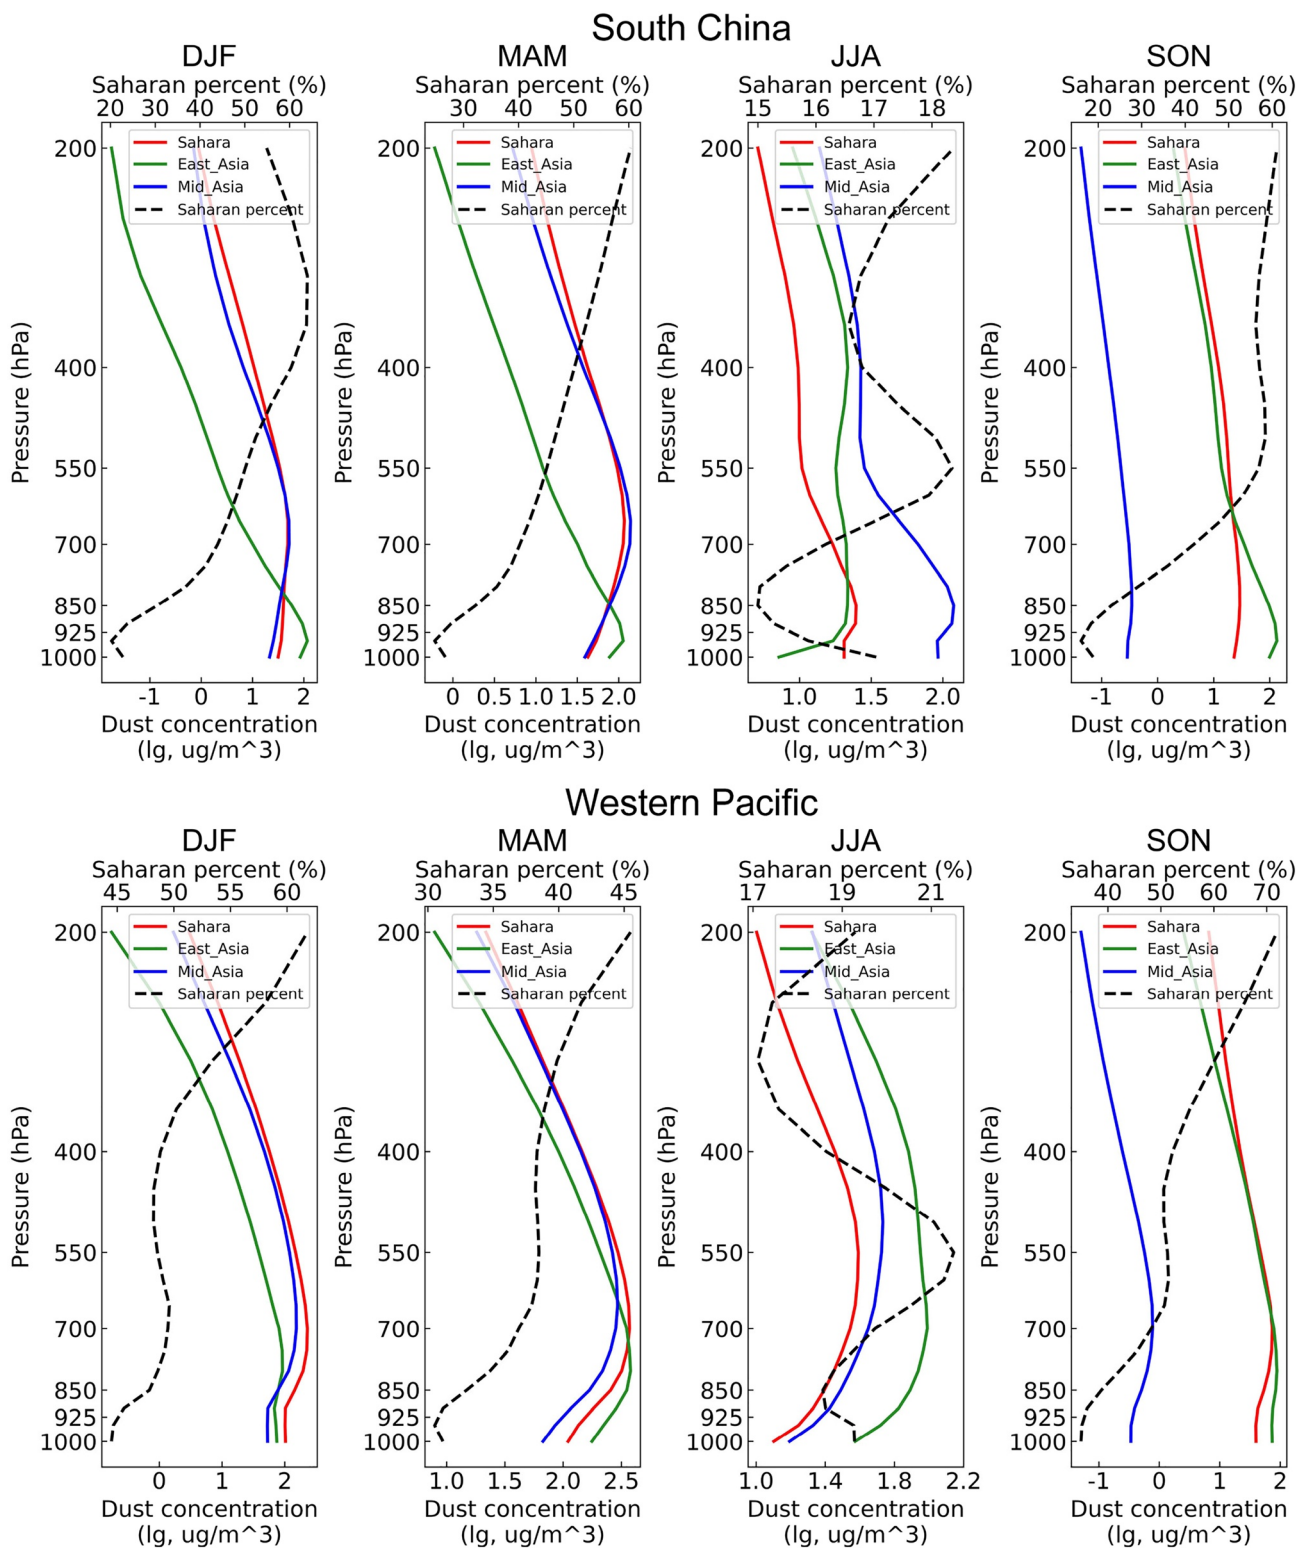 South China
DJF MAM JJA SON
Saharan percent (%) Saharan percent (%) Saharan percent (%) Saharan percent (%)
20 30 40 50 60 30 40 50 60 15 16 17 18 20 30 40 50 60
Sahara Sahara Sahara Sahara
East_Asia East_Asia East_Asia East_Asia
Mid_Asia Mid_Asia Mid_Asia Mid_Asia
Saharan percent Saharan percent Saharan percent Saharan percent
200 200 200 200
400 400 400 400
550 550 550 550
700 700 700 700
850 850 850 850
925 925 925 925
1000 1000 1000 1000
Pressure (hPa) Pressure (hPa) Pressure (hPa) Pressure (hPa)
-1 0 1 2 0 0.5 1.0 1.5 2.0 1.0 1.5 2.0 -1 0 1 2
Dust concentration Dust concentration Dust concentration Dust concentration
(lg, ug/m^3) (lg, ug/m^3) (lg, ug/m^3) (lg, ug/m^3)
Western Pacific
DJF MAM JJA SON
Saharan percent (%) Saharan percent (%) Saharan percent (%) Saharan percent (%)
45 50 55 60 30 35 40 45 17 19 21 40 50 60 70
Sahara Sahara Sahara Sahara
East_Asia East_Asia East_Asia East_Asia
Mid_Asia Mid_Asia Mid_Asia Mid_Asia
Saharan percent Saharan percent Saharan percent Saharan percent
200 200 200 200
400 400 400 400
550 550 550 550
700 700 700 700
850 850 850 850
925 925 925 925
1000 1000 1000 1000
Pressure (hPa) Pressure (hPa) Pressure (hPa) Pressure (hPa)
0 1 2 1.0 1.5 2.0 2.5 1.0 1.4 1.8 2.2 -1 0 1 2
Dust concentration Dust concentration Dust concentration Dust concentration
(lg, ug/m^3) (lg, ug/m^3) (lg, ug/m^3) (lg, ug/m^3)